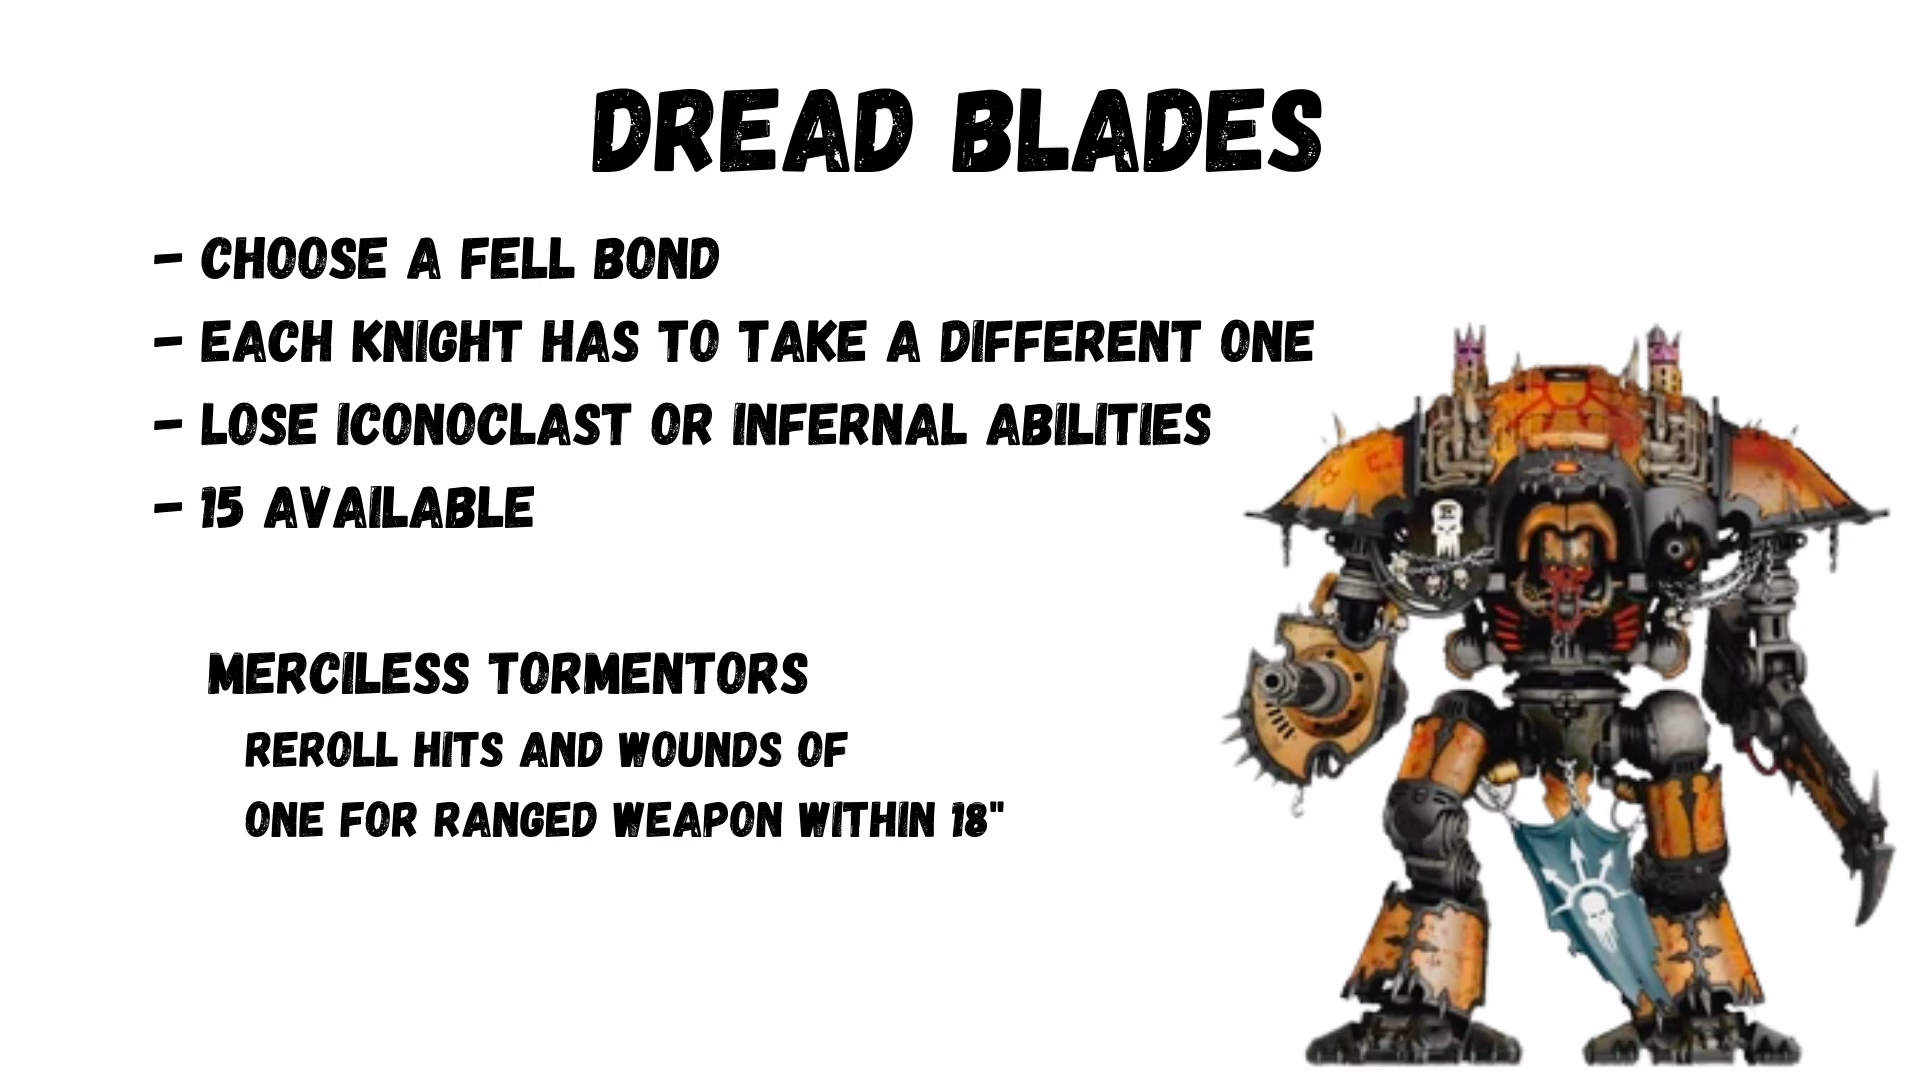 DREAD BLADES
- CHOOSE A FELL BOND
- EACH KNIGHT HAS TO TAKE A DIFFERENT ONE
- LOSE ICONOCLAST OR INFERNAL ABILITIES
- 15 AVAILABLE
MERCILESS TORMENTORS
REROLL HITS AND WOUNDS OF
ONE FOR RANGED WEAPON WITHIN 18"